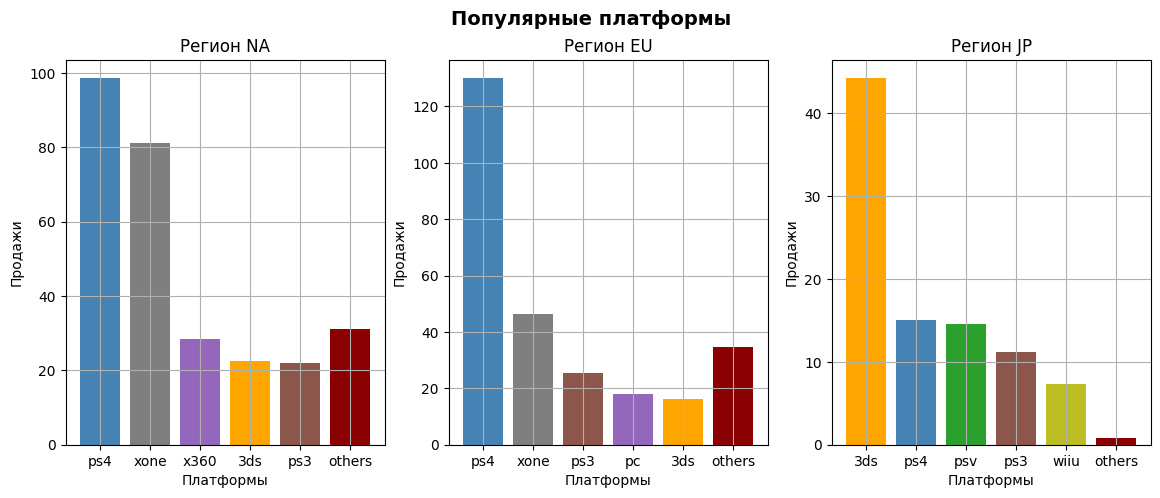 Популярные платформы
Регион NA
Продажи
100
80
60
40
20
0
ps4 xone x360 3ds ps3 others
Платформы
Регион EU
Продажи
120
100
80
60
40
20
0
ps4 xone ps3 pc 3ds others
Платформы
Регион JP
Продажи
40
30
20
10
0
3ds ps4 psv ps3 wiiu others
Платформы